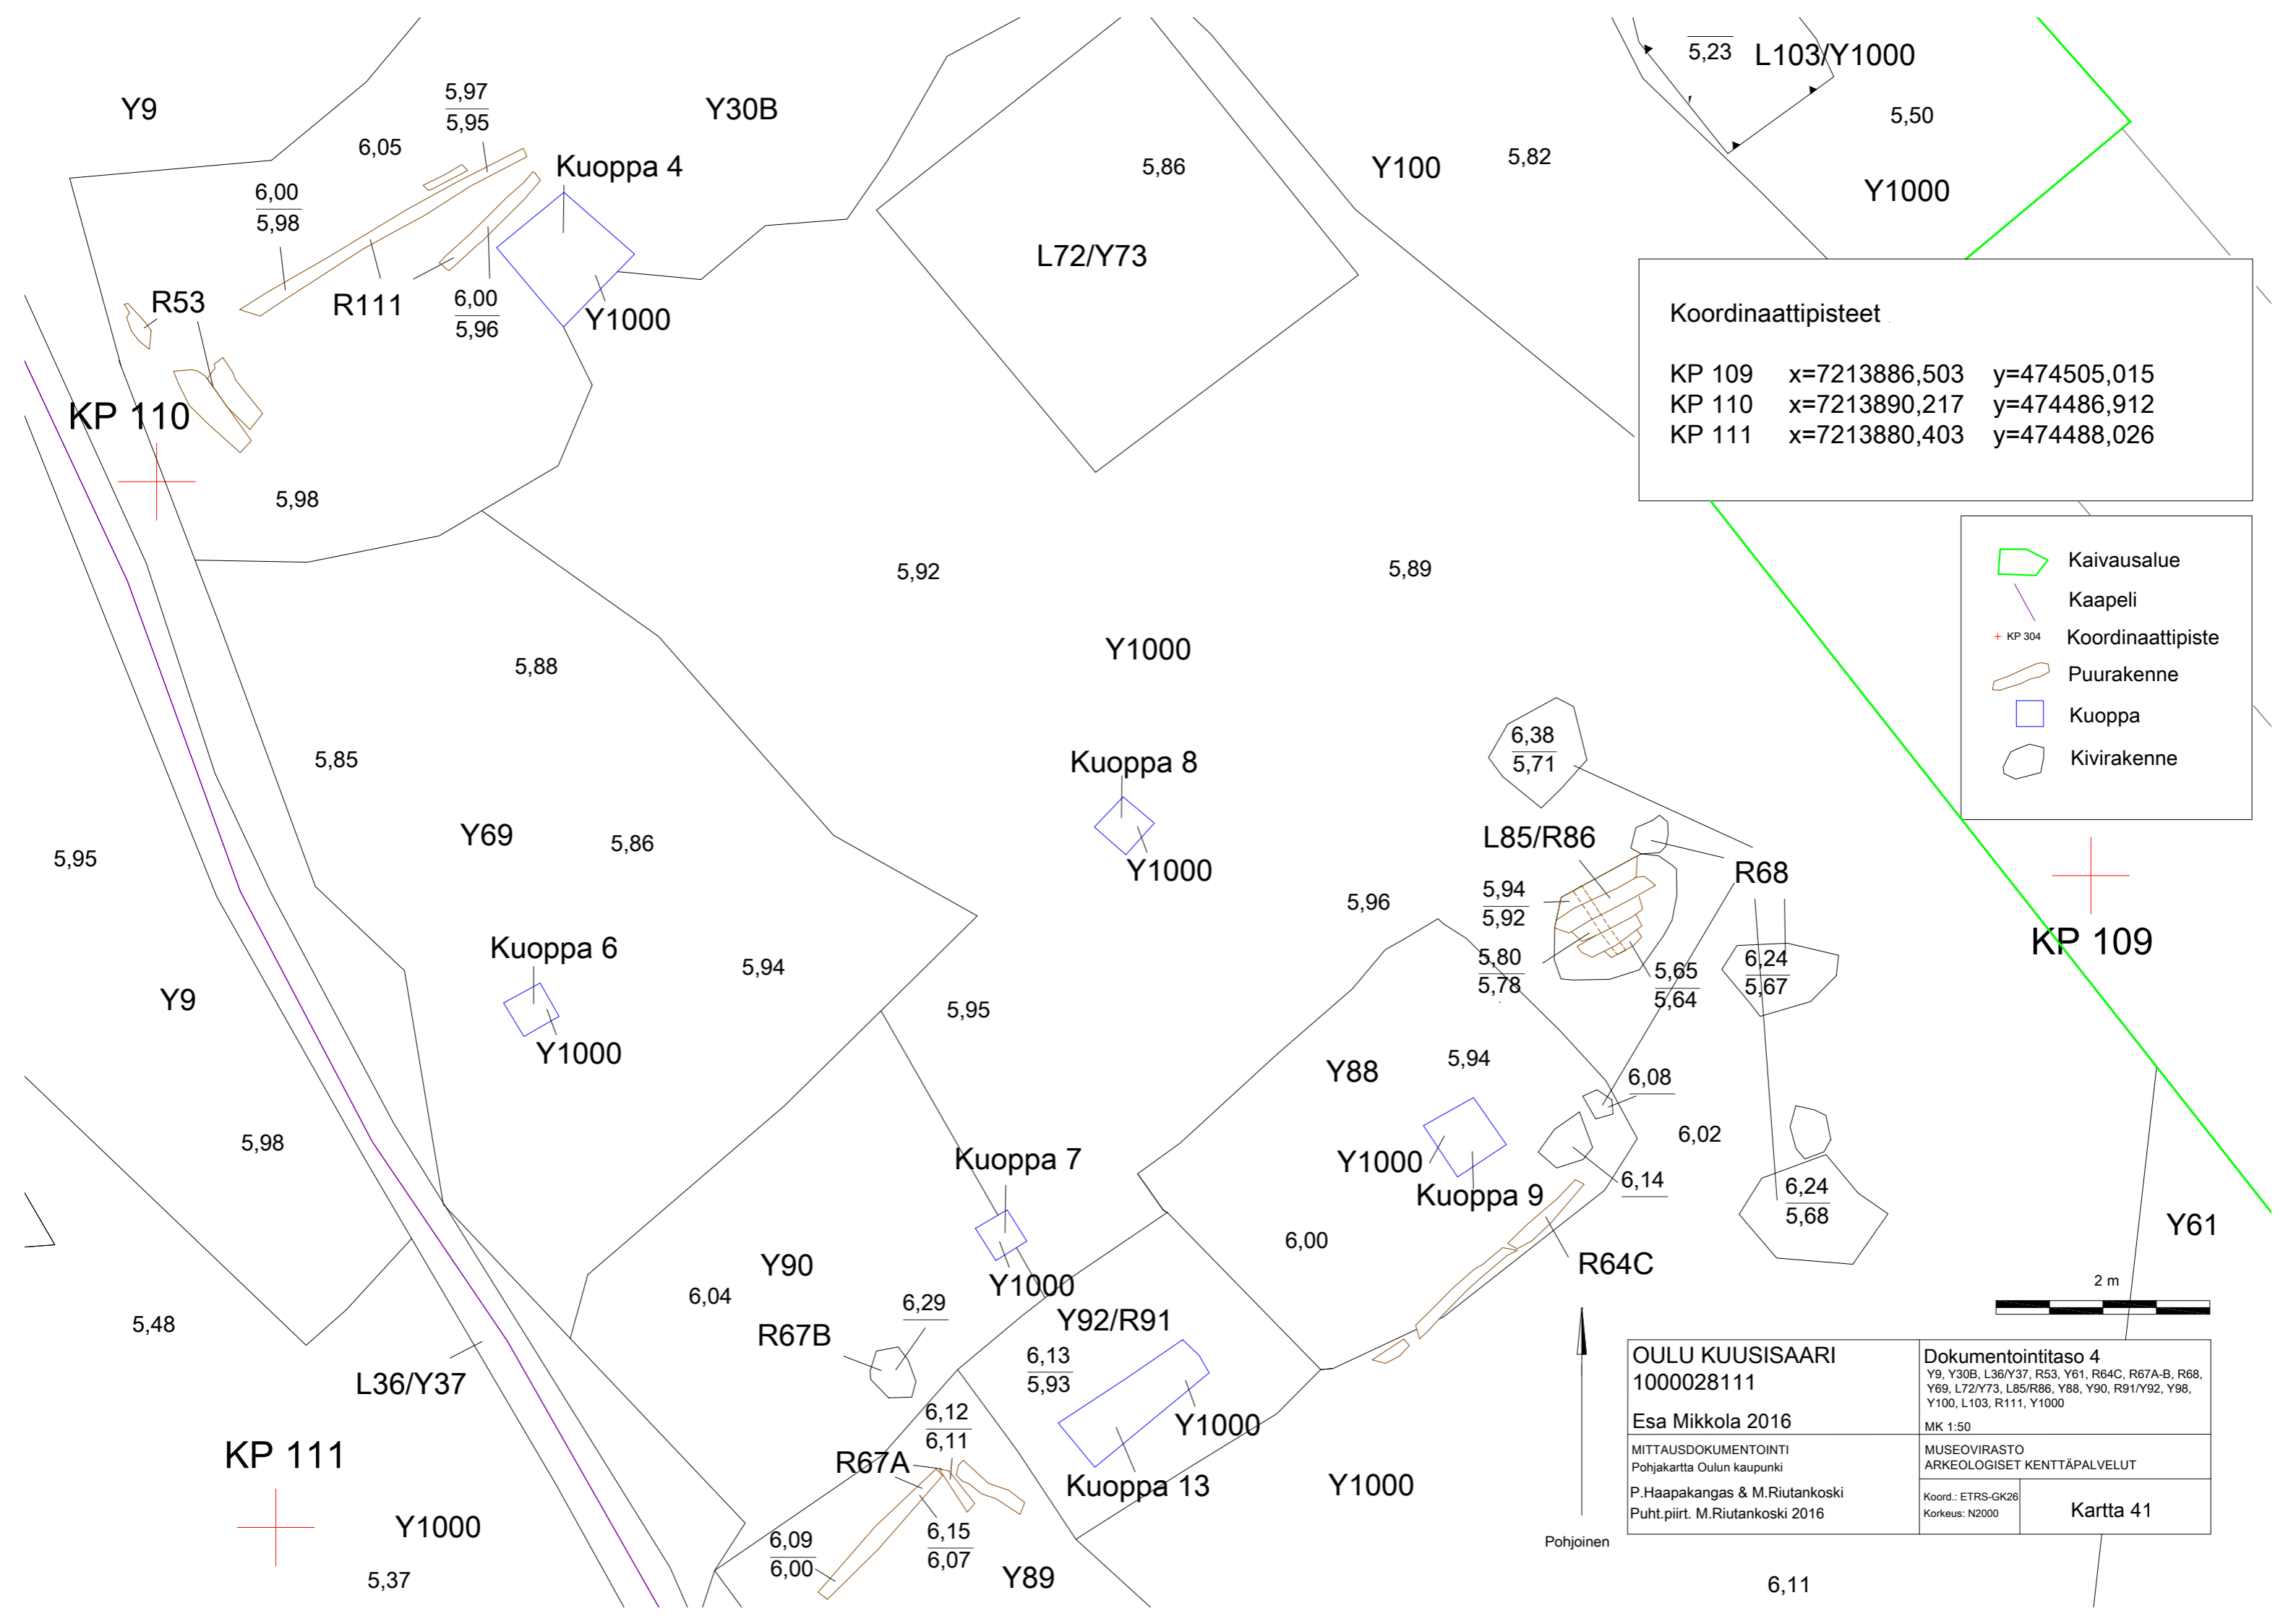 5,23 L103/Y1000
Y9
5,97
5,95
Y30B
6,05
5,50
Kuoppa 4
5,86
Y100
5,82
6,00
5,98
Y1000
L72/Y73
R53
R111
6,00
5,96
Y1000
Koordinaattipisteet
KP 109 x=7213886,503 y=474505,015
KP 110 x=7213890,217 y=474486,912
KP 111 x=7213880,403 y=474488,026
KP 110
5,98
5,92
5,89
Kaivausalue
Kaapeli
KP 304 Koordinaattipiste
Puurakenne
Kuoppa
Kivirakenne
Y1000
5,88
5,85
6,38
5,71
Kuoppa 8
Y69
5,86
5,95
Y1000
L85/R86
R68
5,94
5,92
5,96
KP 109
Kuoppa 6
5,94
5,80
5,78
5,65
5,64
6,24
5,67
Y9
5,95
Y1000
Y88
5,94
6,08
5,98
6,02
Kuoppa 7
Y1000
6,14
Kuoppa 9
6,24
5,68
Y61
6,00
Y90
Y1000
R64C
2 m
6,04
6,29
5,48
R67B
Y92/R91
6,13
5,93
L36/Y37
Y1000
6,12
6,11
KP 111
R67A
Kuoppa 13
Y1000
Y1000
6,15
6,07
6,09
6,00
5,37
Y89
Pohjoinen
6,11
OULU KUUSISAARI
1000028111
Esa Mikkola 2016
MITTAUSDOKUMENTOINTI
Pohjakartta Oulun kaupunki
P.Haapakangas & M.Riutankoski
Puht.piirt. M.Riutankoski 2016
Dokumentointitaso 4
Y9, Y30B, L36/Y37, R53, Y61, R64C, R67A-B, R68,
Y69, L72/Y73, L85/R86, Y88, Y90, R91/Y92, Y98,
Y100, L103, R111, Y1000
MK 1:50
MUSEOVIRASTO
ARKEOLOGISET KENTTÄPALVELUT
Koord.: ETRS-GK26
Korkeus: N2000
Kartta 41